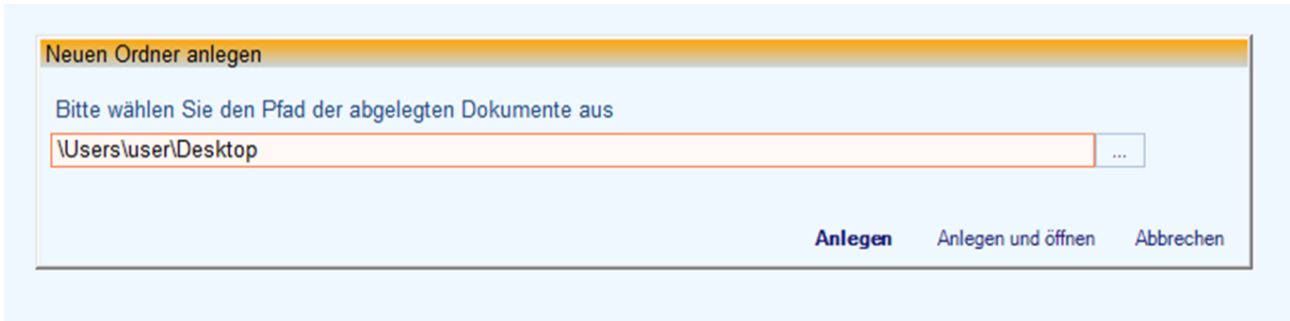 Neuen Ordner anlegen
Bitte wählen Sie den Pfad der abgelegten Dokumente aus
\Users\user\Desktop ...
Anlegen Anlegen und öffnen Abbrechen